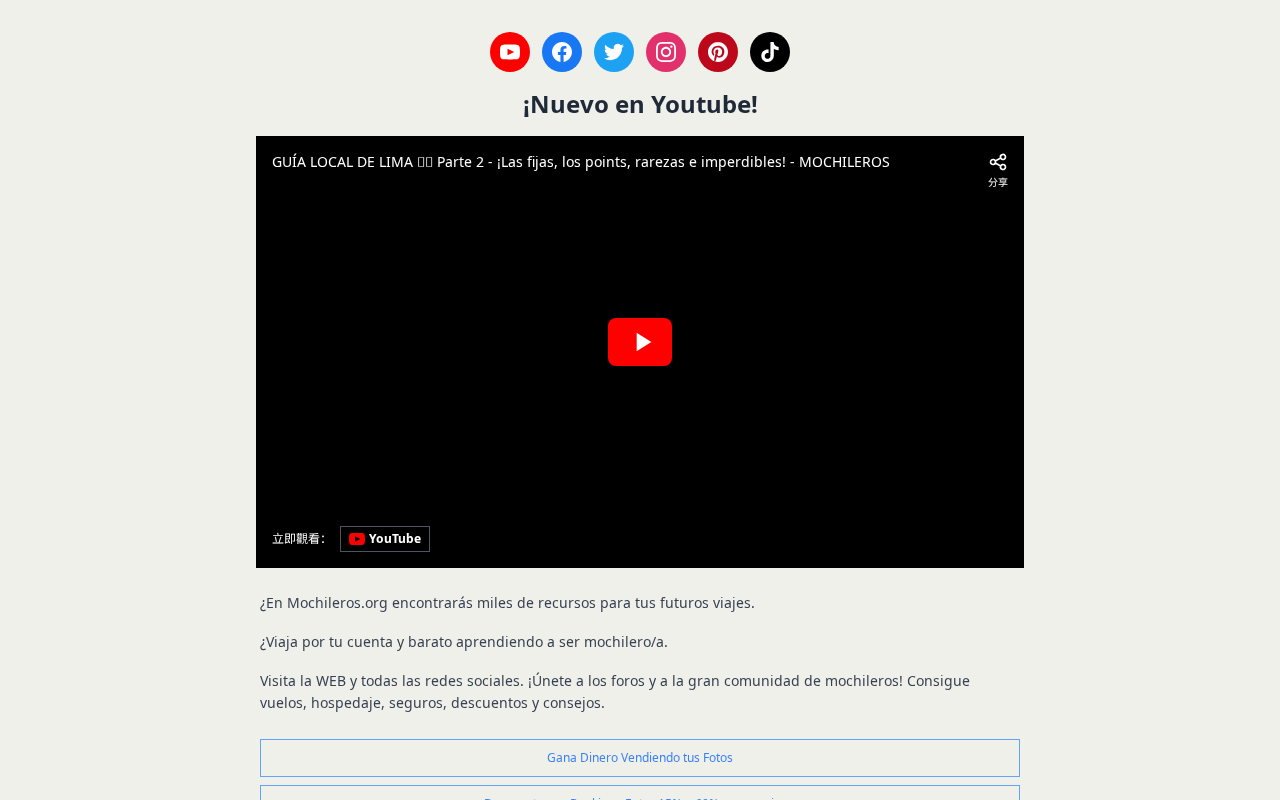 ¡Nuevo en Youtube!
GUÍA LOCAL DE LIMA Parte 2 - ¡Las fijas, los points, rarezas e imperdibles! - MOCHILEROS
分享
立即觀看：
YouTube
¿En Mochileros.org encontrarás miles de recursos para tus futuros viajes.
¿Viaja por tu cuenta y barato aprendiendo a ser mochilero/a.
Visita la WEB y todas las redes sociales. ¡Únete a los foros y a la gran comunidad de mochileros! Consigue
vuelos, hospedaje, seguros, descuentos y consejos.
Gana Dinero Vendiendo tus Fotos